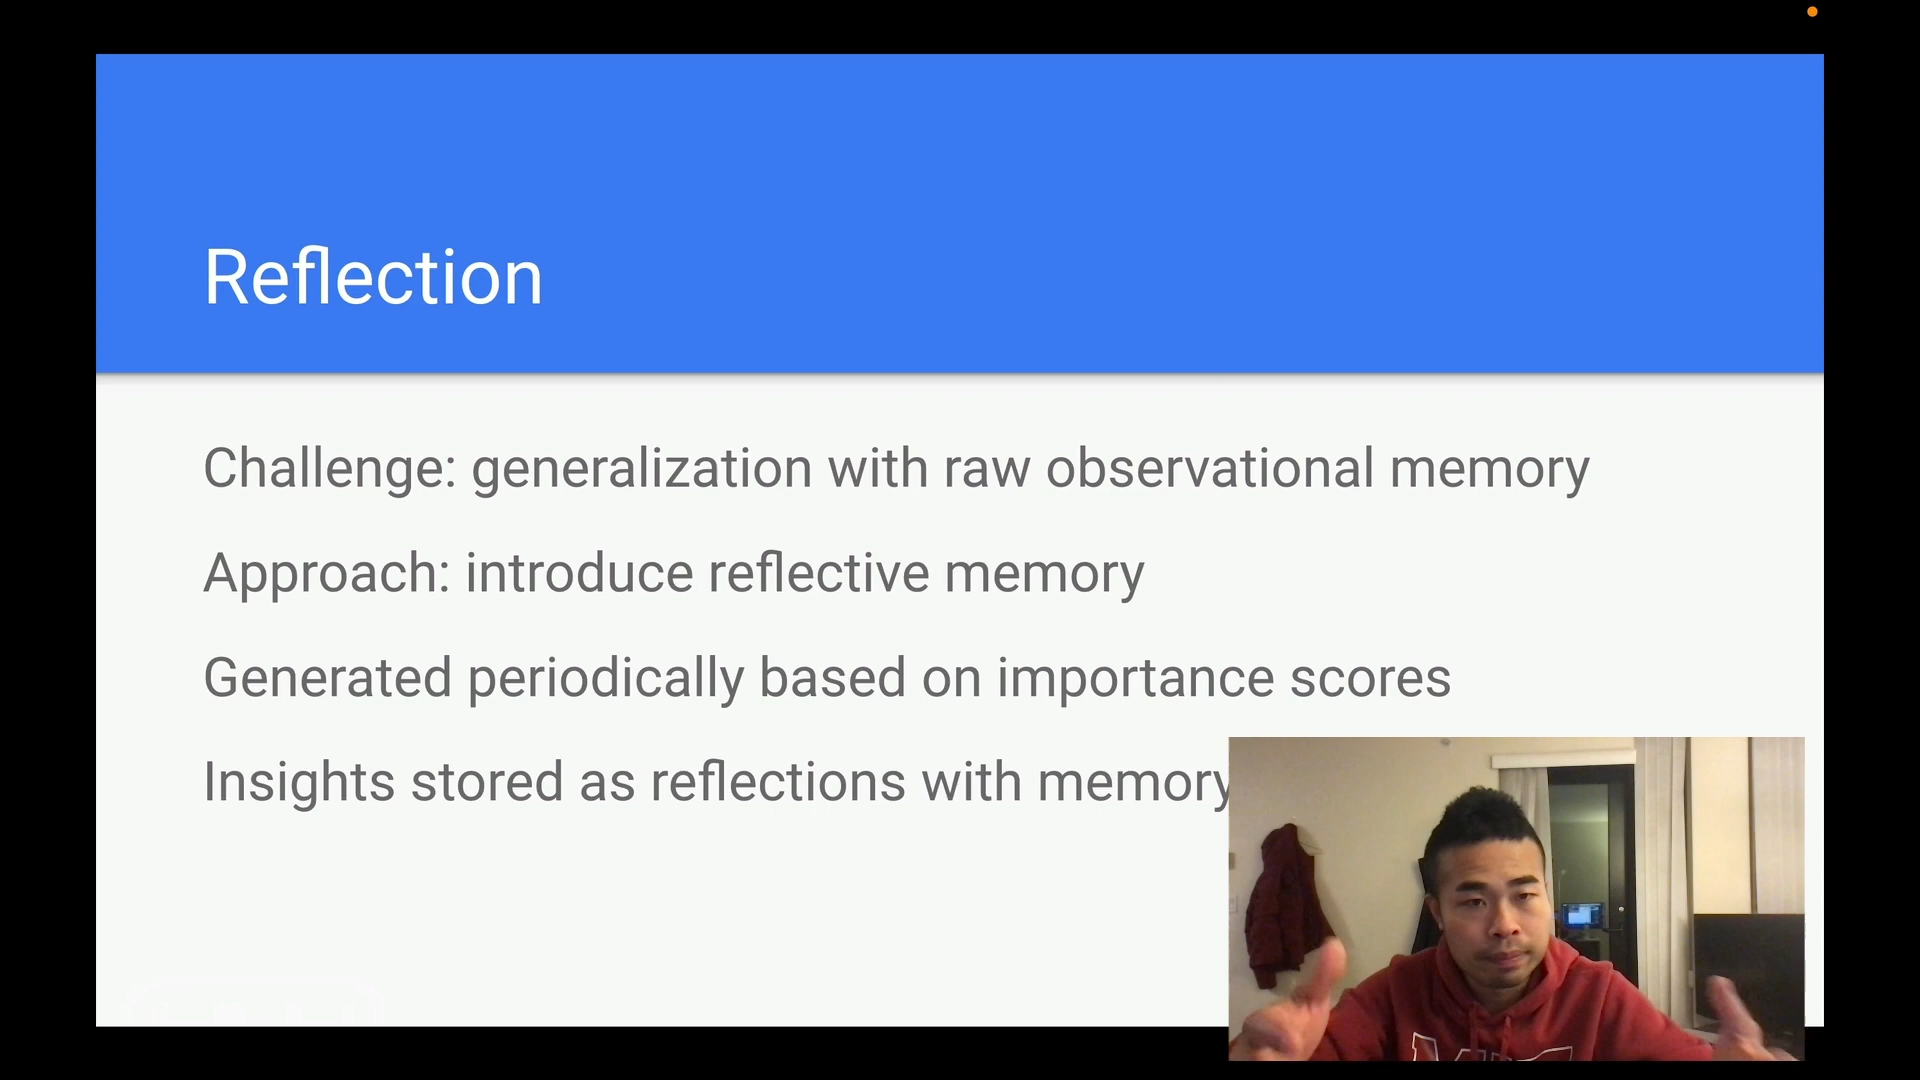 Reflection
Challenge: generalization with raw observational memory
Approach: introduce reflective memory
Generated periodically based on importance scores
Insights stored as reflections with memory